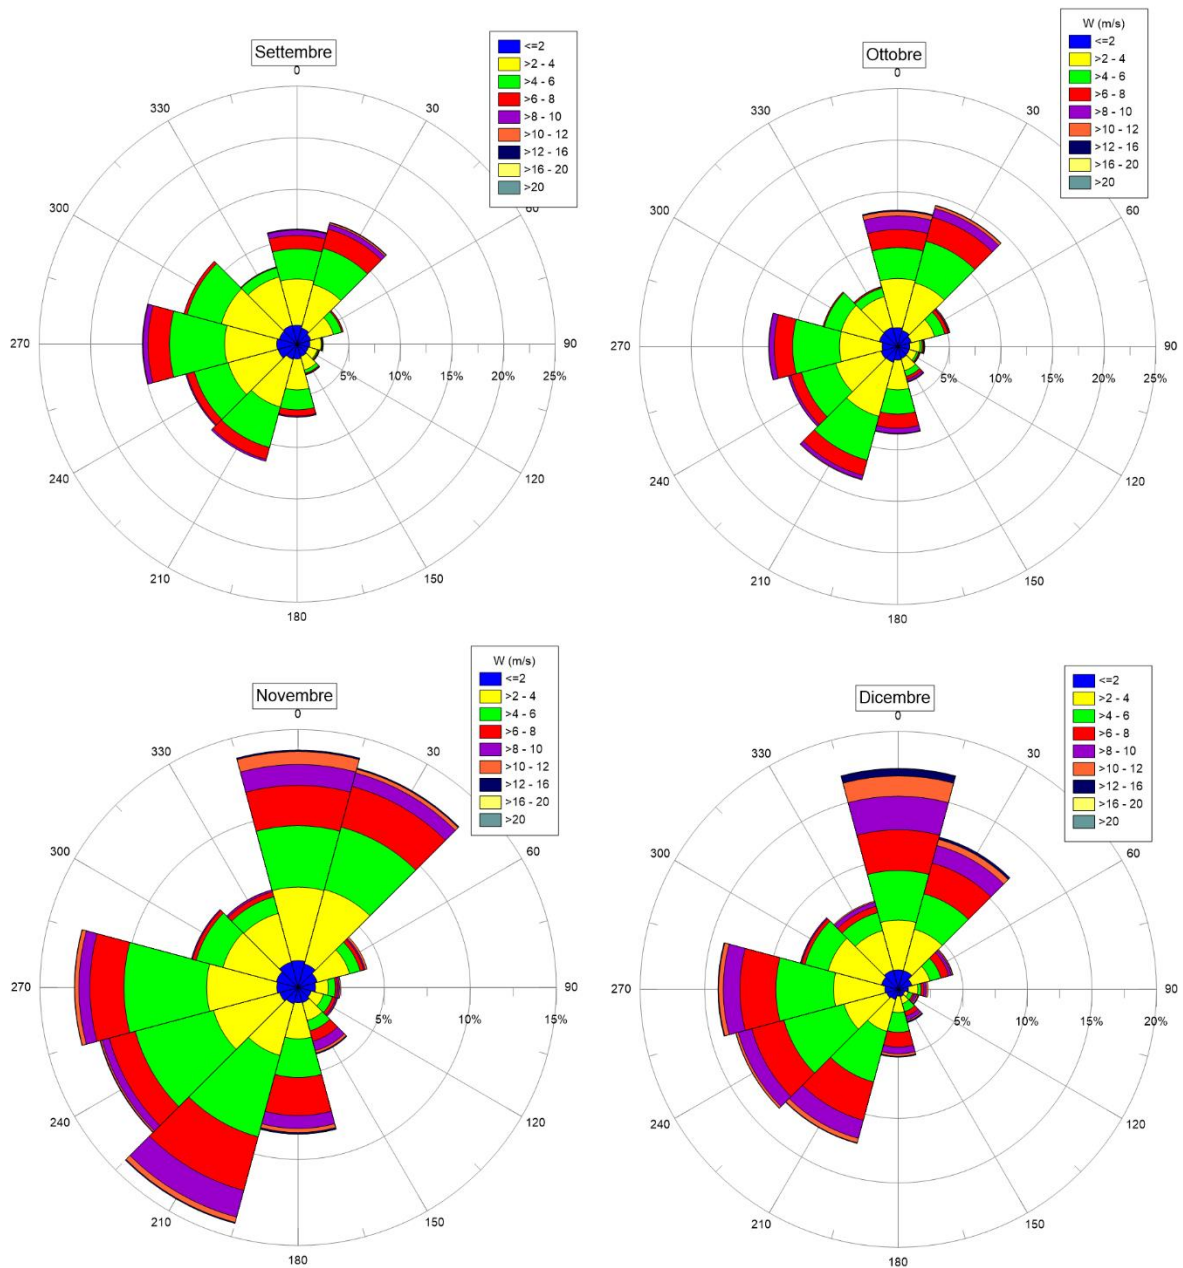 Settembre
0
30
60
90
120
150
180
210
240
270
300
330
5%
10%
15%
20%
25%
<=2
>2 - 4
>4 - 6
>6 - 8
>8 - 10
>10 - 12
>12 - 16
>16 - 20
>20
Ottobre
0
30
60
90
120
150
180
210
240
270
300
330
5%
10%
15%
20%
25%
W (m/s)
<=2
>2 - 4
>4 - 6
>6 - 8
>8 - 10
>10 - 12
>12 - 16
>16 - 20
>20
Novembre
0
30
60
90
120
150
180
210
240
270
300
330
5%
10%
15%
W (m/s)
<=2
>2 - 4
>4 - 6
>6 - 8
>8 - 10
>10 - 12
>12 - 16
>16 - 20
>20
Dicembre
0
30
60
90
120
150
180
210
240
270
300
330
5%
10%
15%
20%
W (m/s)
<=2
>2 - 4
>4 - 6
>6 - 8
>8 - 10
>10 - 12
>12 - 16
>16 - 20
>20